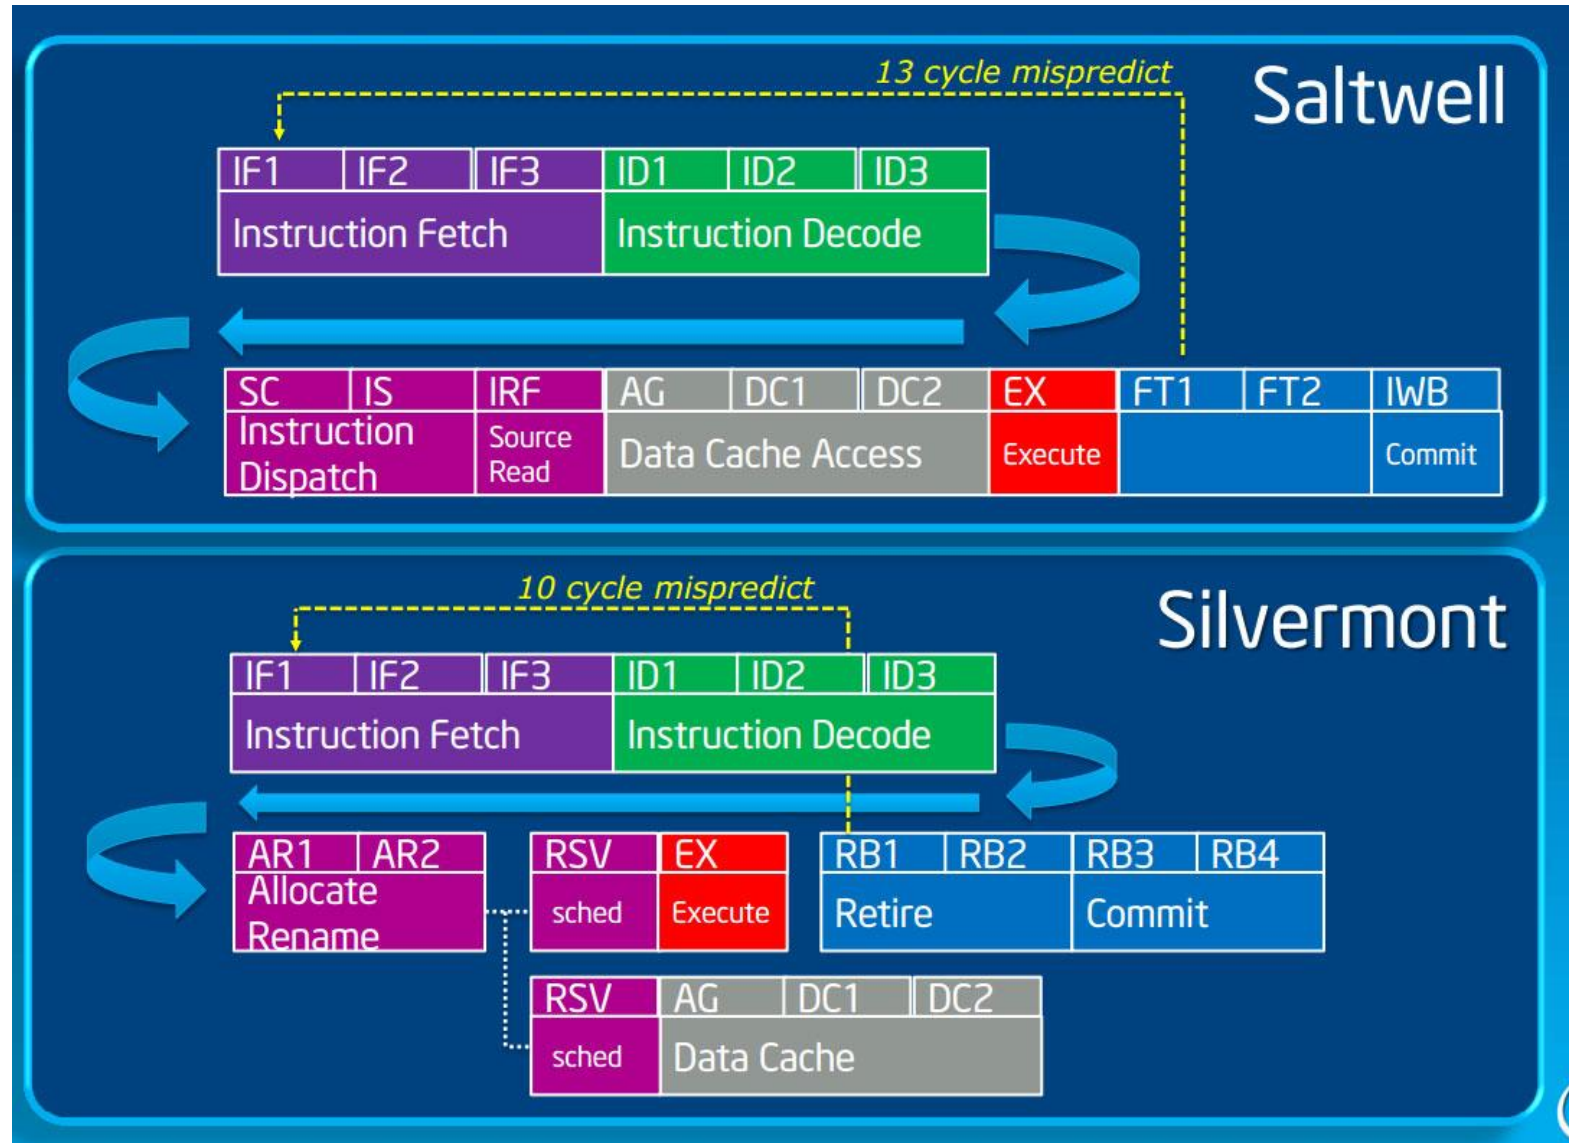 13 cycle mispredict
Saltwell
IF1 IF2 IF3 ID1 ID2 ID3
Instruction Fetch Instruction Decode
SC IS IRF AG DC1 DC2 EX FT1 FT2 IWB
Instruction
Dispatch
Source
Read
Data Cache Access
Execute
Commit
10 cycle mispredict
Silvermont
IF1 IF2 IF3 ID1 ID2 ID3
Instruction Fetch Instruction Decode
AR1 AR2 RSV EX RB1 RB2 RB3 RB4
Allocate
Rename
sched
Execute
Retire
Commit
RSV AG DC1 DC2
sched Data Cache